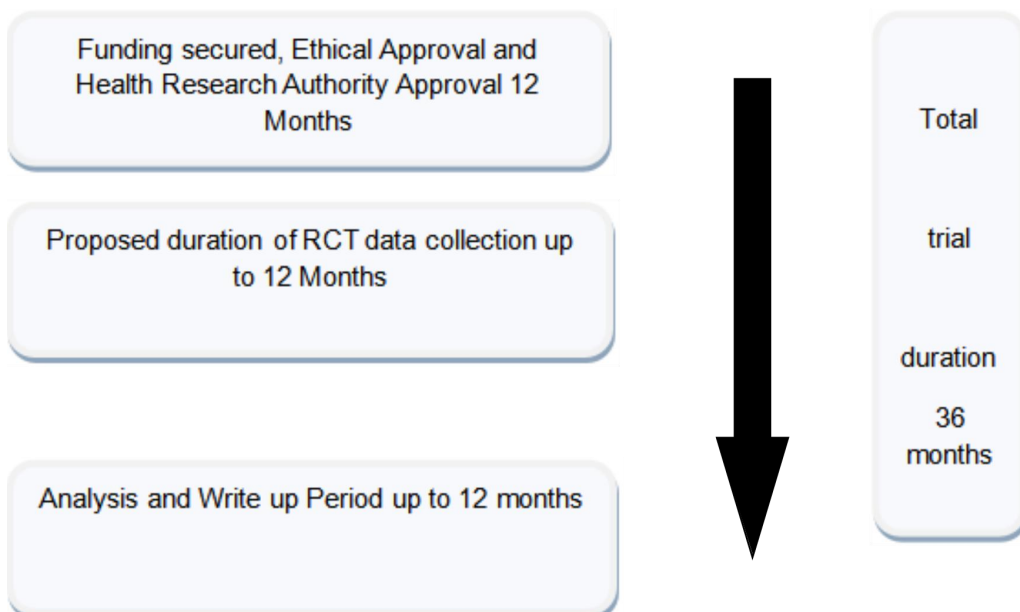 Funding secured, Ethical Approval and
Health Research Authority Approval 12
Months
Proposed duration of RCT data collection up
to 12 Months
Analysis and Write up Period up to 12 months
Total
trial
duration
36
months